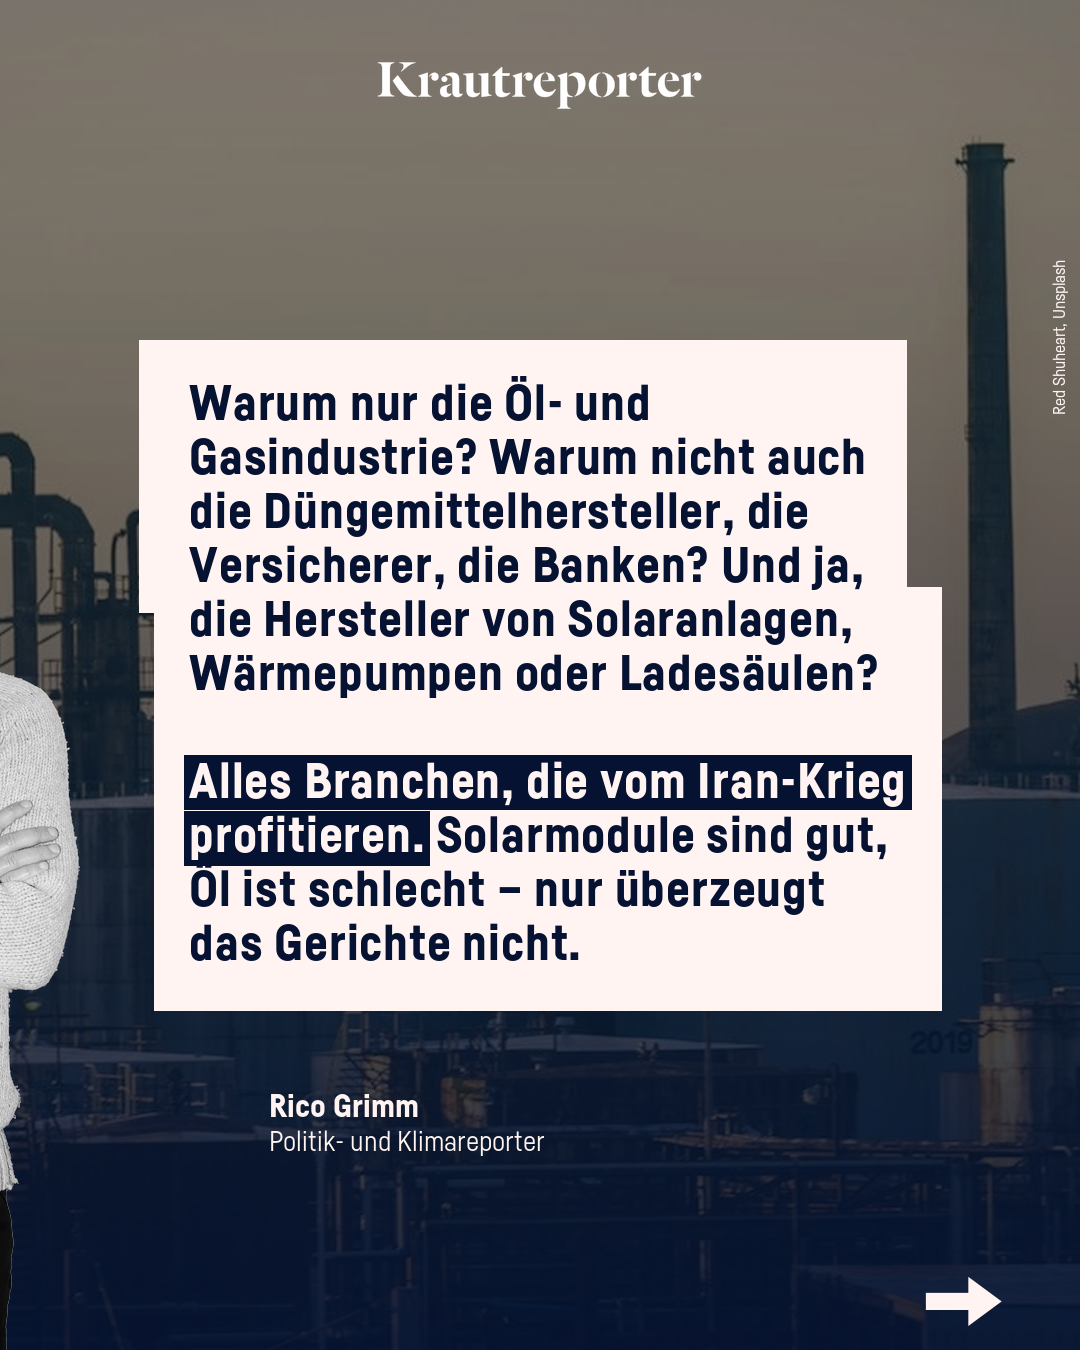 Krautreporter
Red Shuheart, Unsplash
Warum nur die Öl- und
Gasindustrie? Warum nicht auch
die Düngemittelhersteller, die
Versicherer, die Banken? Und ja,
die Hersteller von Solaranlagen,
Wärmepumpen oder Ladesäulen?
Alles Branchen, die vom Iran-Krieg
profitieren. Solarmodule sind gut,
Öl ist schlecht – nur überzeugt
das Gerichte nicht.
2019
Rico Grimm
Politik- und Klimareporter